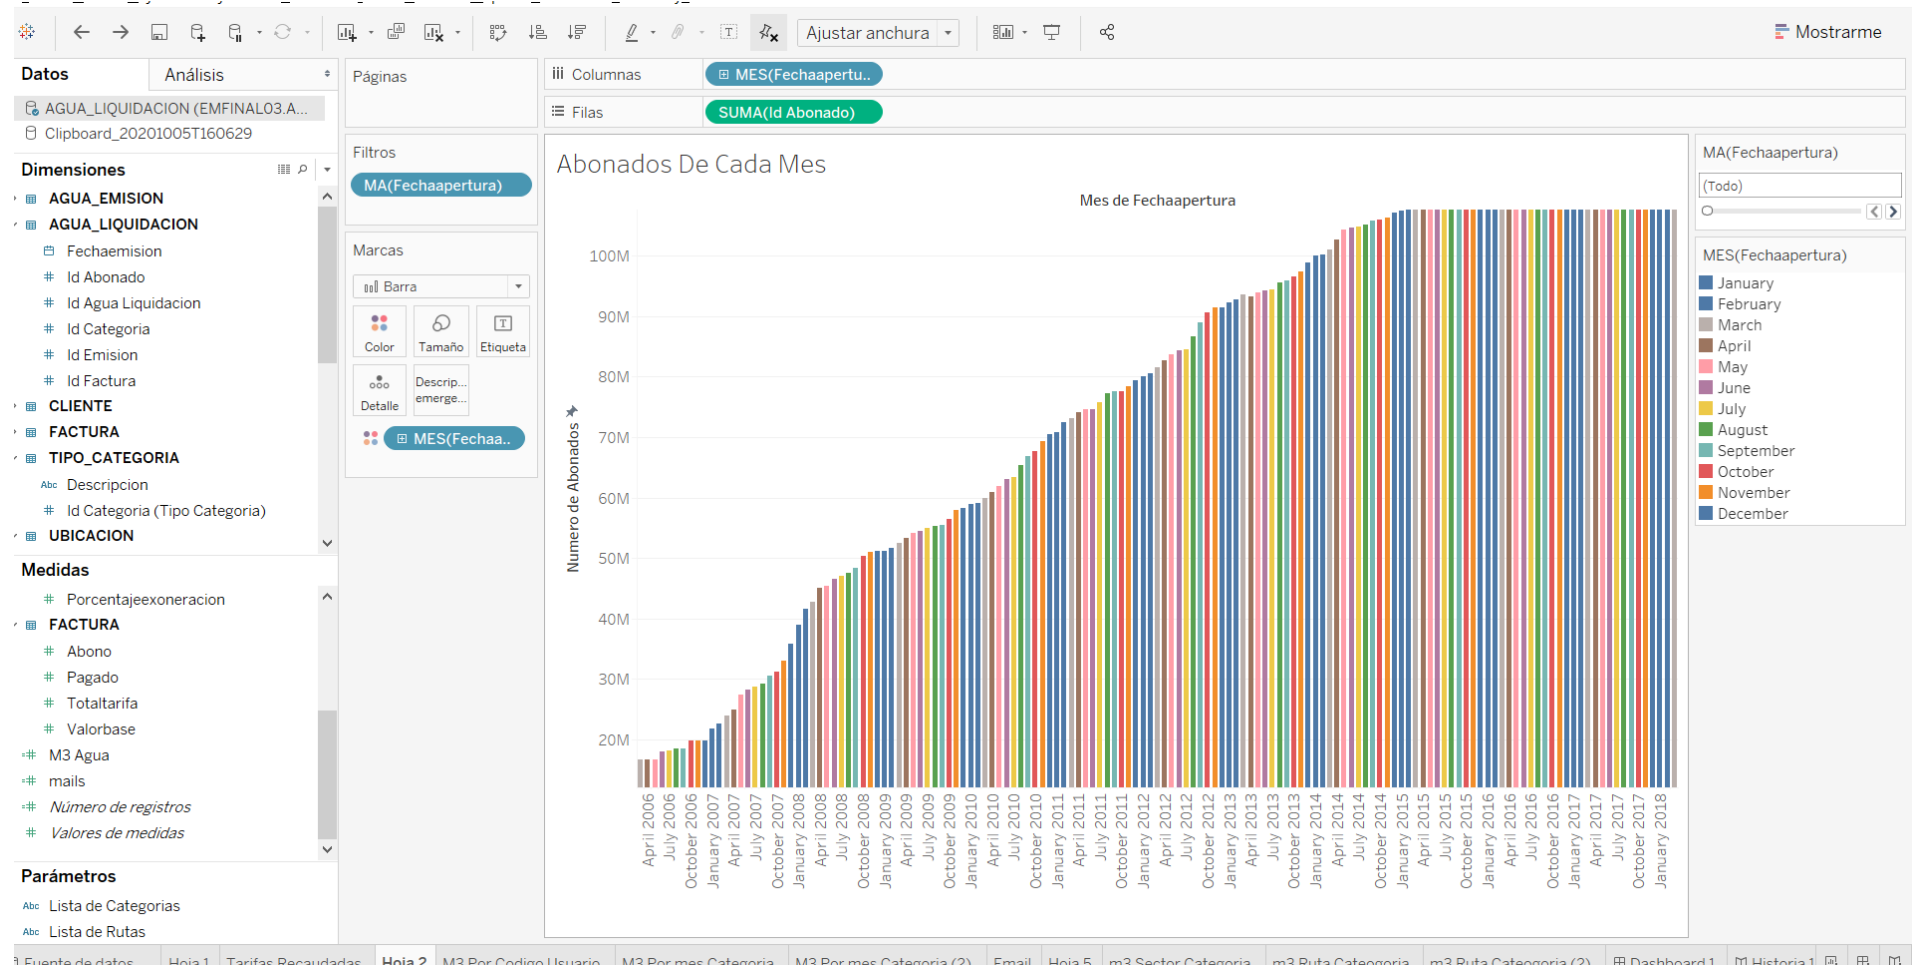 Ajustar anchura
Mostrarme
Datos
Análisis
AGUA_LIQUIDACION (EMFINAL03.A...
Clipboard_20201005T160629
Dimensiones
AGUA_EMISION
AGUA_LIQUIDACION
Fechaemision
Id Abonado
Id Agua Liquidacion
Id Categoria
Id Emision
Id Factura
CLIENTE
FACTURA
TIPO_CATEGORIA
Abc Descripcion
Id Categoria (Tipo Categoria)
UBICACION
Medidas
Porcentajeexoneracion
FACTURA
Abono
Pagado
Totaltarifa
Valorbase
M3 Agua
mails
Número de registros
Valores de medidas
Parámetros
Abc Lista de Categorias
Abc Lista de Rutas
Páginas
Filtros
MA(Fechaapertura)
Marcas
Barra
Color
Tamaño
Etiqueta
Detalle
Descrip...
emerge...
MES(Fechaa..
Columnas
MES(Fechaapertu..
Filas
SUMA(Id Abonado)
Abonados De Cada Mes
Mes de Fechaapertura
Numero de Abonados
100M
90M
80M
70M
60M
50M
40M
30M
20M
April 2006
July 2006
October 2006
January 2007
April 2007
July 2007
October 2007
January 2008
April 2008
July 2008
October 2008
January 2009
April 2009
July 2009
October 2009
January 2010
April 2010
July 2010
October 2010
January 2011
April 2011
July 2011
October 2011
January 2012
April 2012
July 2012
October 2012
January 2013
April 2013
July 2013
October 2013
January 2014
April 2014
July 2014
October 2014
January 2015
April 2015
July 2015
October 2015
January 2016
April 2016
July 2016
October 2016
January 2017
April 2017
July 2017
October 2017
January 2018
MA(Fechaapertura)
(Todo)
MES(Fechaapertura)
January
February
March
April
May
June
July
August
September
October
November
December
Fuente de datos
Hoja 1
Tarifas Recaudadas
Hoja 2
M3 Por Codigo Usuario
M3 Por mes Categoria
M3 Por mes Categoria (2)
Email
Hoja 5
m3 Sector Categoria
m3 Ruta Cateogoria
m3 Ruta Cateogoria (2)
Dashboard 1
Historia 1